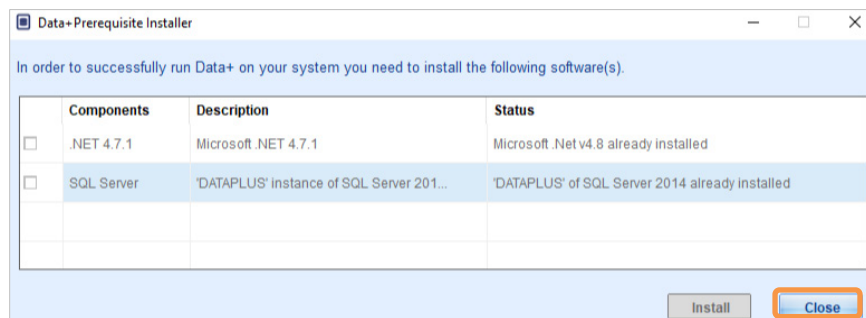 Data+Prerequisite Installer
In order to successfully run Data+ on your system you need to install the following software(s).
Components Description Status
.NET 4.7.1 Microsoft .NET 4.7.1 Microsoft .Net v4.8 already installed
SQL Server 'DATAPLUS' instance of SQL Server 201... 'DATAPLUS' of SQL Server 2014 already installed
Install Close